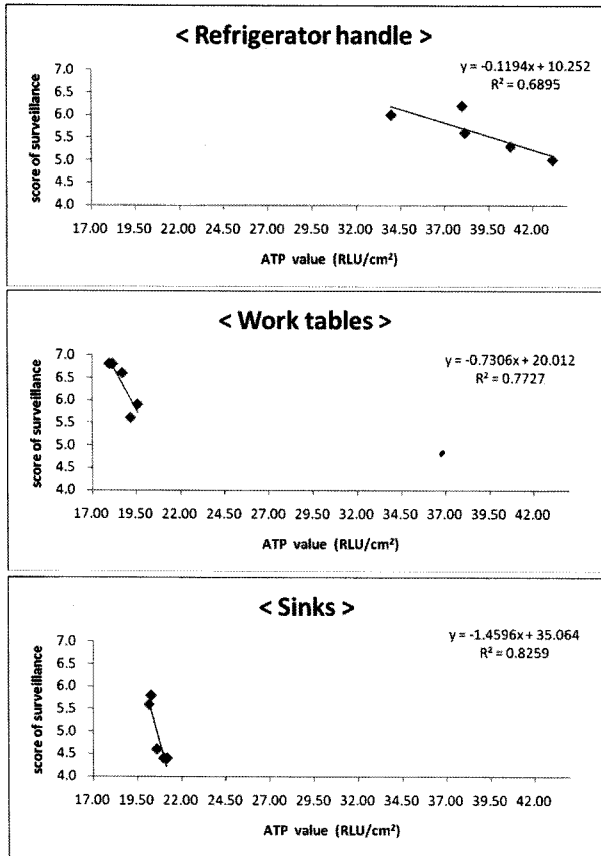 < Refrigerator handle >
y = -0.1194x + 10.252
R² = 0.6895
score of surveillance
7.0
6.5
6.0
5.5
5.0
4.5
4.0
17.00 19.50 22.00 24.50 27.00 29.50 32.00 34.50 37.00 39.50 42.00
ATP value (RLU/cm²)
< Work tables >
y = -0.7306x + 20.012
R² = 0.7727
score of surveillance
7.0
6.5
6.0
5.5
5.0
4.5
4.0
17.00 19.50 22.00 24.50 27.00 29.50 32.00 34.50 37.00 39.50 42.00
ATP value (RLU/cm²)
< Sinks >
y = -1.4596x + 35.064
R² = 0.8259
score of surveillance
7.0
6.5
6.0
5.5
5.0
4.5
4.0
17.00 19.50 22.00 24.50 27.00 29.50 32.00 34.50 37.00 39.50 42.00
ATP value (RLU/cm²)